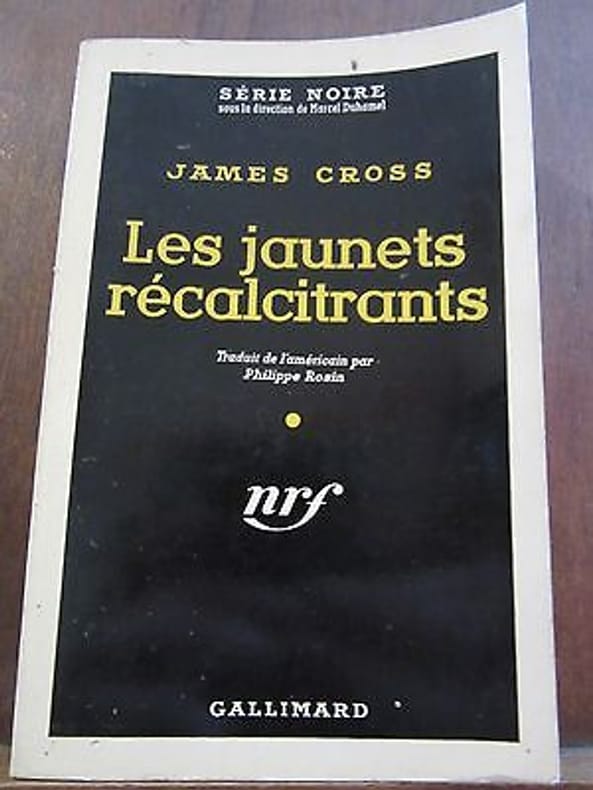 SÉRIE NOIRE
sous la direction de Marcel Duhamel
JAMES CROSS
Les jaunets
récalcitrants
Traduit de l'américain par
Philippe Rosin
nrf
GALLIMARD